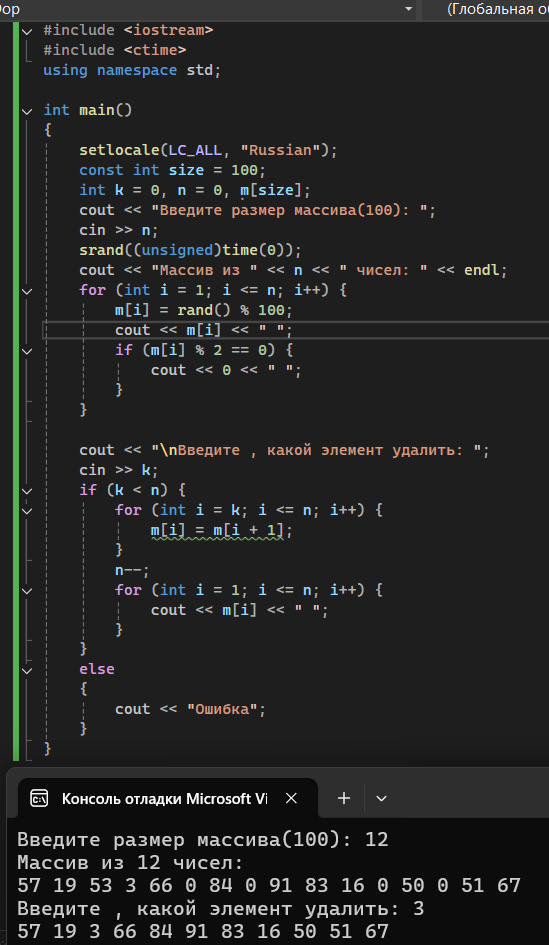 (Глобальная
#include <iostream>
#include <ctime>
using namespace std;

int main()
{
    setlocale(LC_ALL, "Russian");
    const int size = 100;
    int k = 0, n = 0, m[size];
    cout << "Введите размер массива(100): ";
    cin >> n;
    srand((unsigned)time(0));
    cout << "Массив из " << n << " чисел: " << endl;
    for (int i = 1; i <= n; i++) {
        m[i] = rand() % 100;
        cout << m[i] << " ";
        if (m[i] % 2 == 0) {
            cout << 0 << " ";
        }
    }

    cout << "\nВведите , какой элемент удалить: ";
    cin >> k;
    if (k < n) {
        for (int i = k; i <= n; i++) {
            m[i] = m[i + 1];
        }
        n--;
        for (int i = 1; i <= n; i++) {
            cout << m[i] << " ";
        }
    }
    else
    {
        cout << "Ошибка";
    }
}
Консоль отладки Microsoft Vi
Введите размер массива(100): 12
Массив из 12 чисел:
57 19 53 3 66 0 84 0 91 83 16 0 50 0 51 67
Введите , какой элемент удалить: 3
57 19 3 66 84 91 83 16 50 51 67